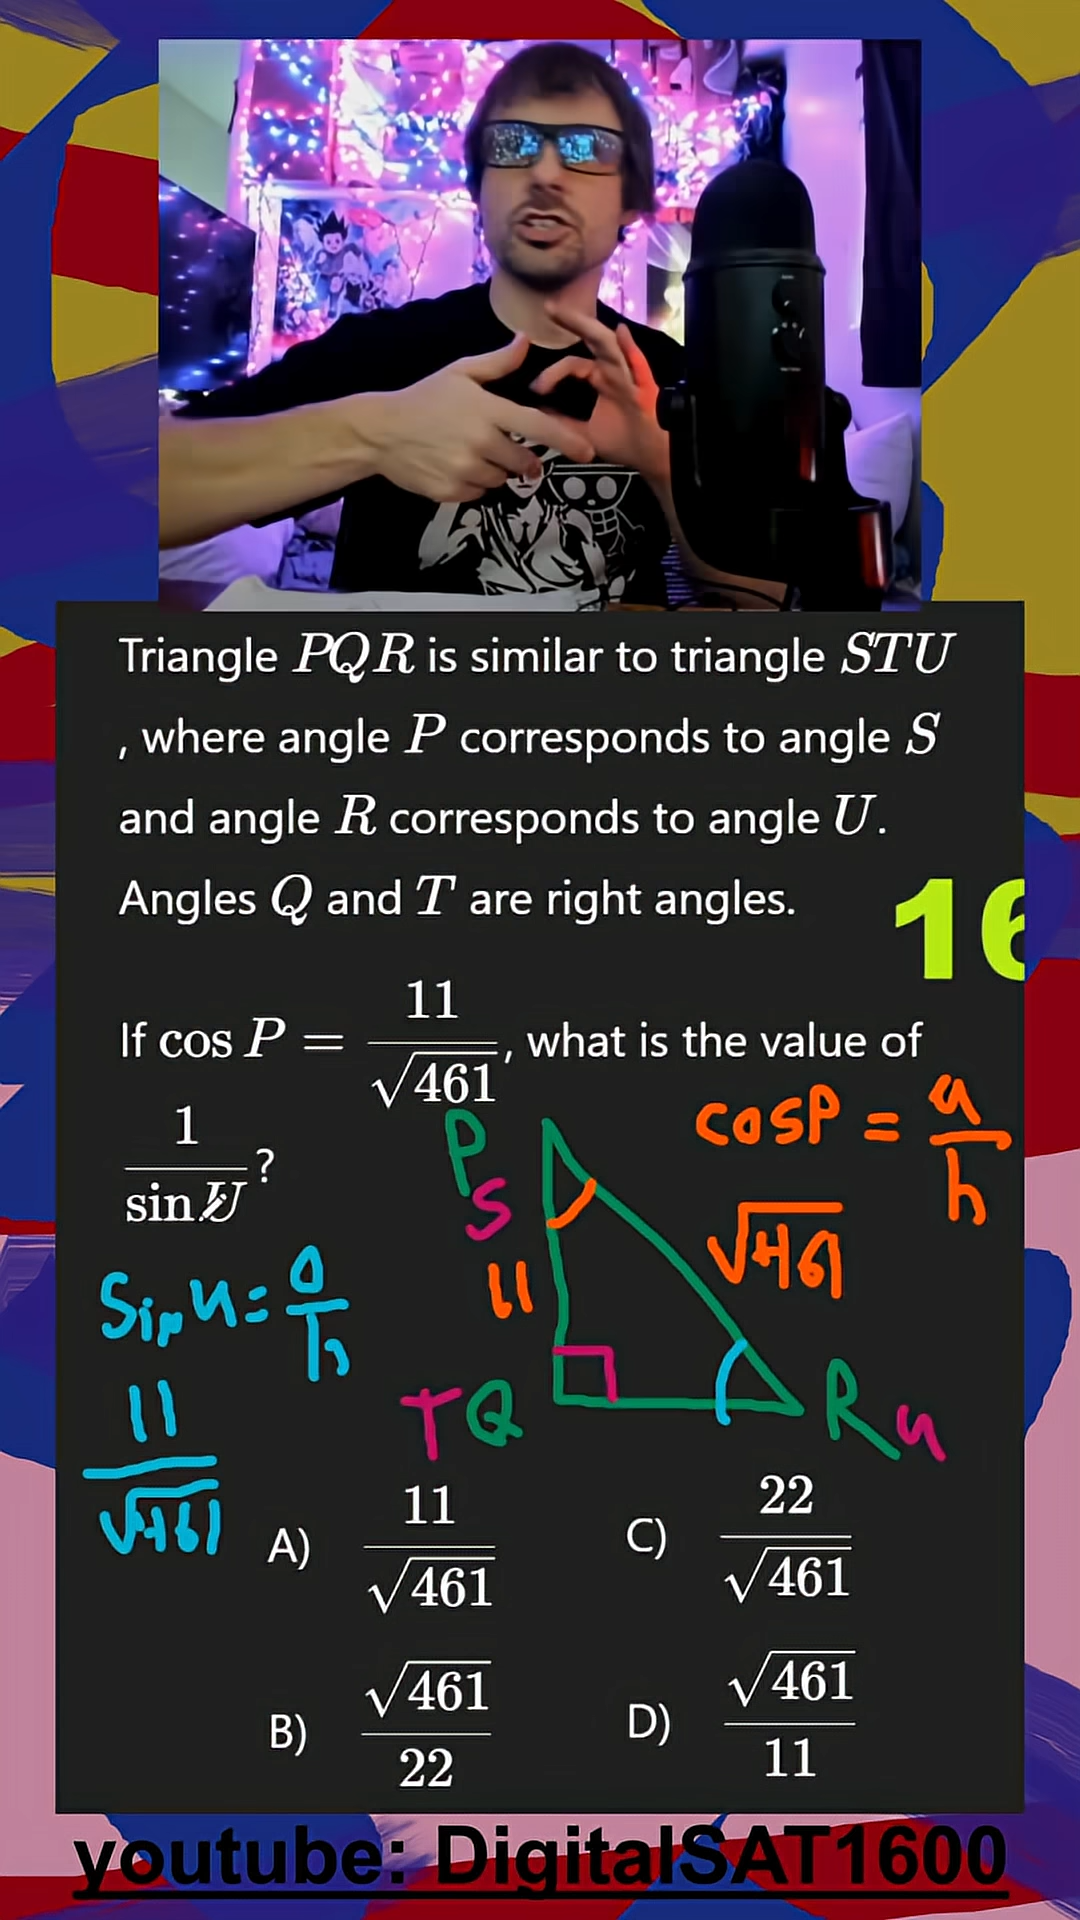 Triangle PQR is similar to triangle STU
, where angle P corresponds to angle S
and angle R corresponds to angle U.
Angles Q and T are right angles.
16
If cos P = 11/√461, what is the value of
1/sin U?
cosP = a/h
P
S
11
√461
sin u = o/h
11/√461
T Q
R u
A) 11/√461
C) 22/√461
B) √461/22
D) √461/11
youtube: DigitalSAT1600